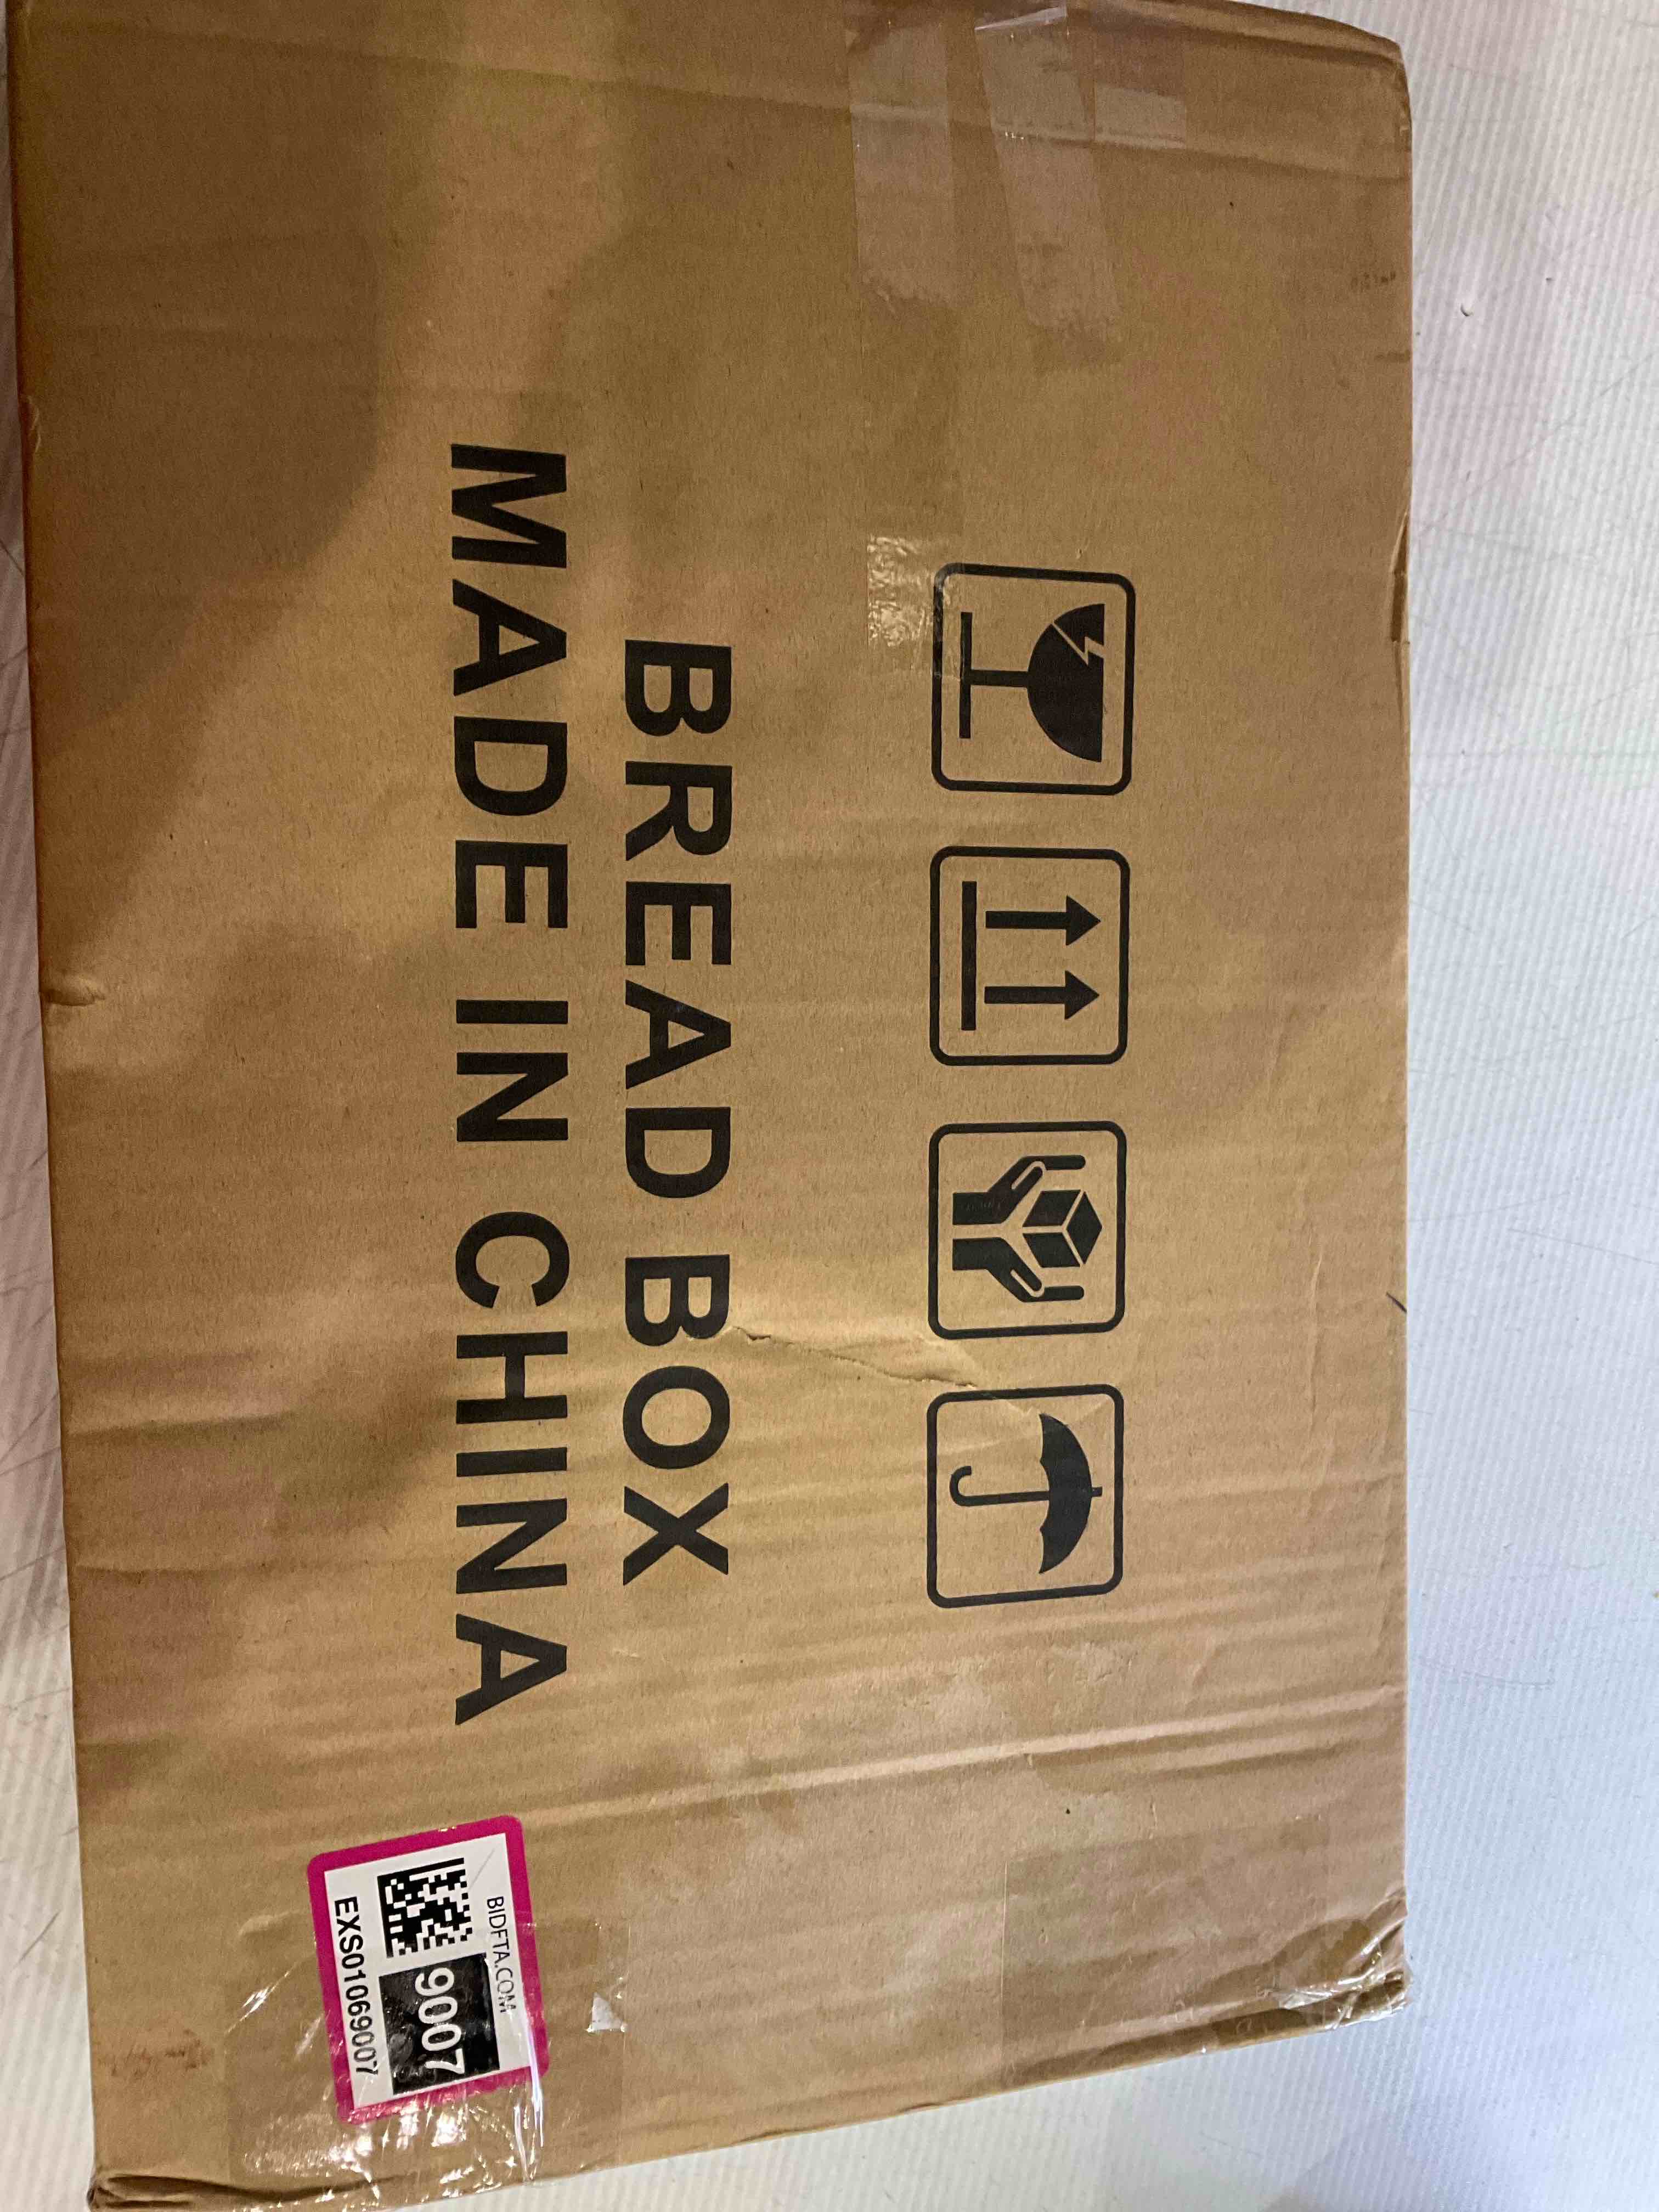 BREAD BOX
MADE IN CHINA
BIDFTA.COM
9007
EXS01069007